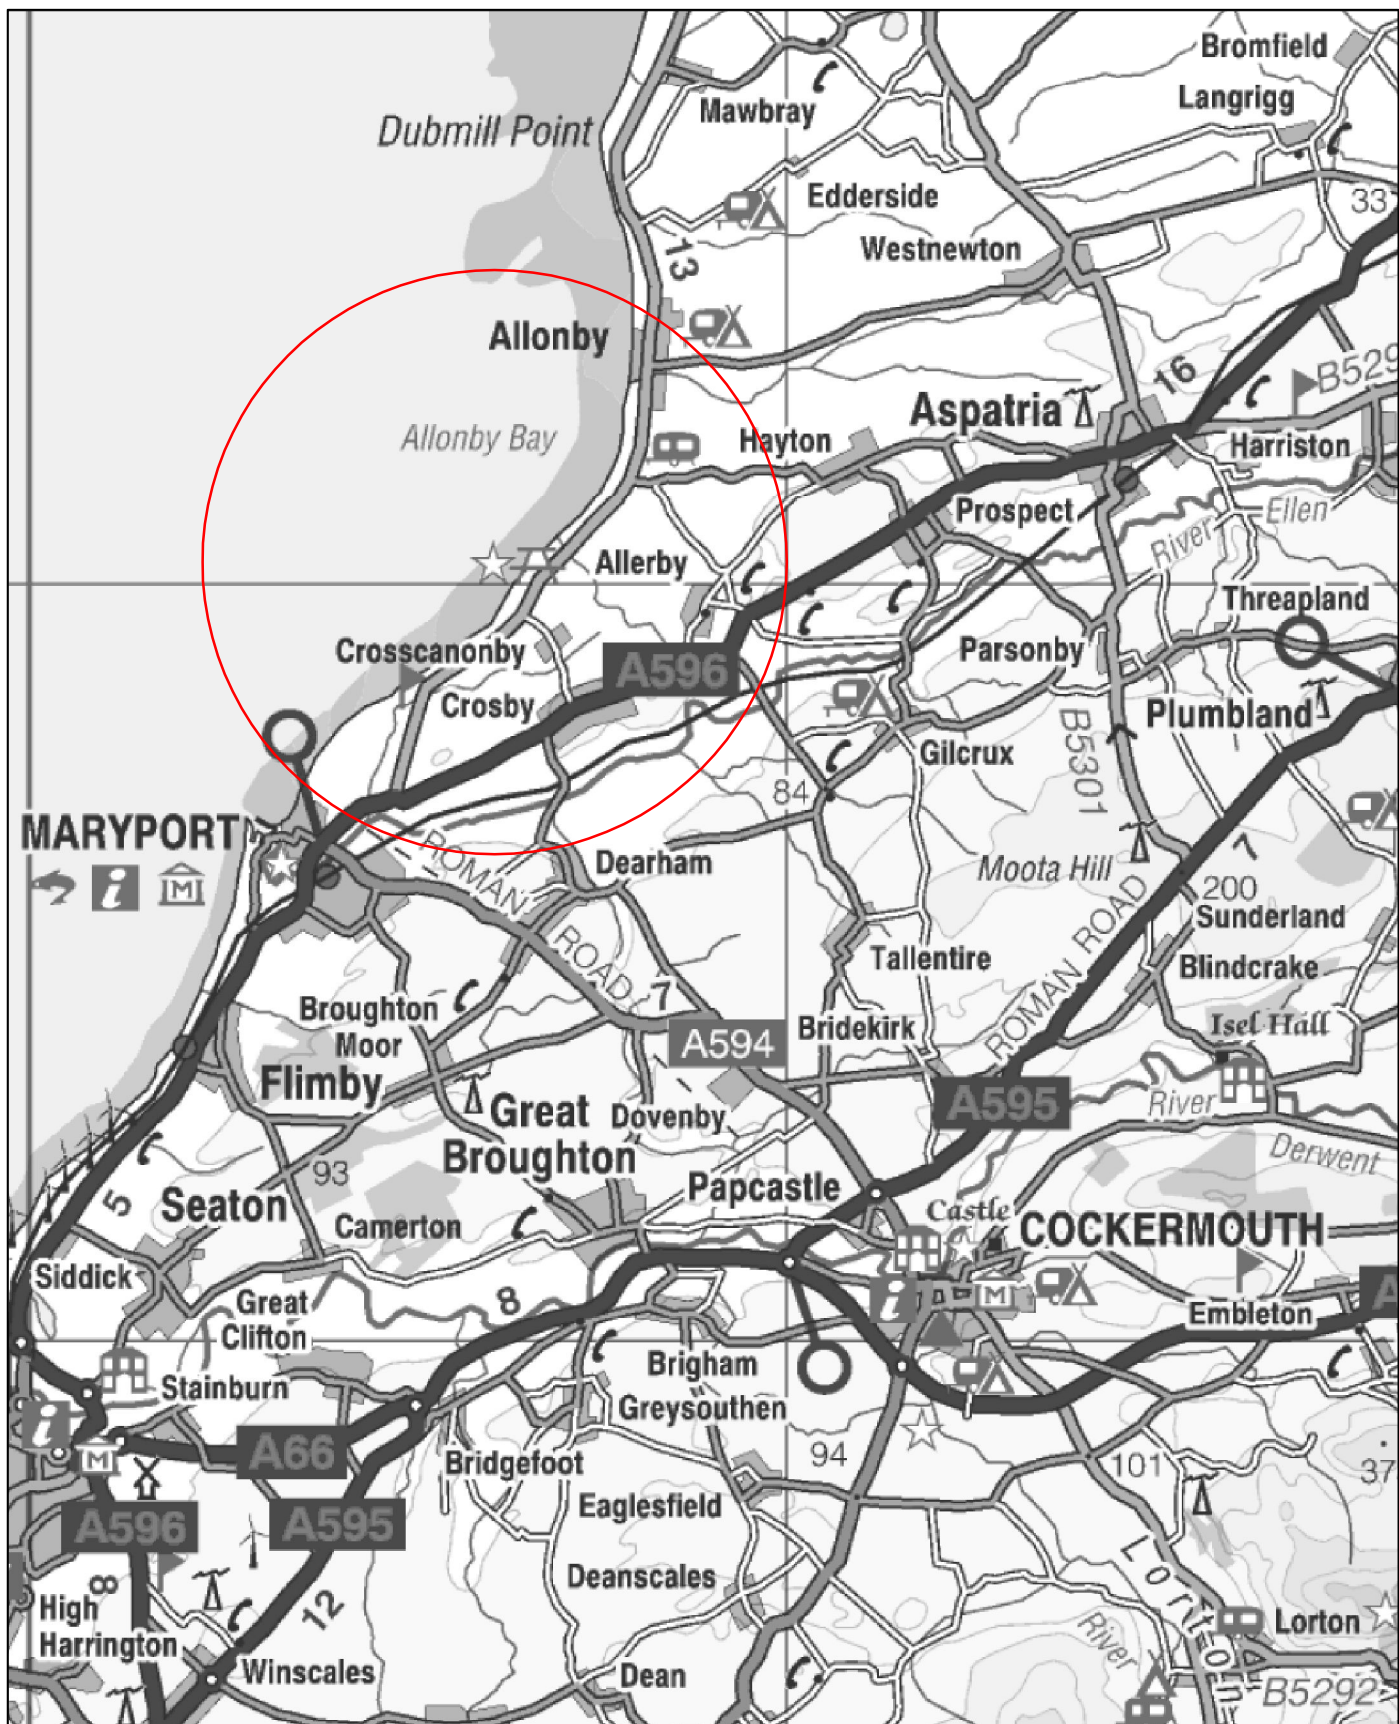 Bromfield
Langrigg
Mawbray
Dubmill Point
Edderside
33
Westnewton
13
Allonby
16
B529
Aspatria
Allonby Bay
Hayton
Harriston
Prospect
Ellen
River
Allerby
Threapland
Crosscanonby
Parsonby
A596
Crosby
Plumbland
B5301
Gilcrux
84
MARYPORT
ROMAN
Dearham
Moota Hill
7
i
M
200
ROMAN ROAD
Sunderland
ROAD
Tallentire
Blindcrake
7
Broughton
Moor
Bridekirk
Isel Hall
A594
Flimby
Great
Broughton
Dovenby
A595
River
Derwent
93
5
Seaton
Papcastle
Camerton
Castle
COCKERMOUTH
Siddick
8
Great
Clifton
i
M
Embleton
A
Stainburn
Brigham
Greysouthen
i
M
A66
Bridgefoot
94
101
37
A596
A595
Eaglesfield
Lorton
8
12
Deanscales
High
Harrington
River
Lorton
Winscales
Dean
B5292